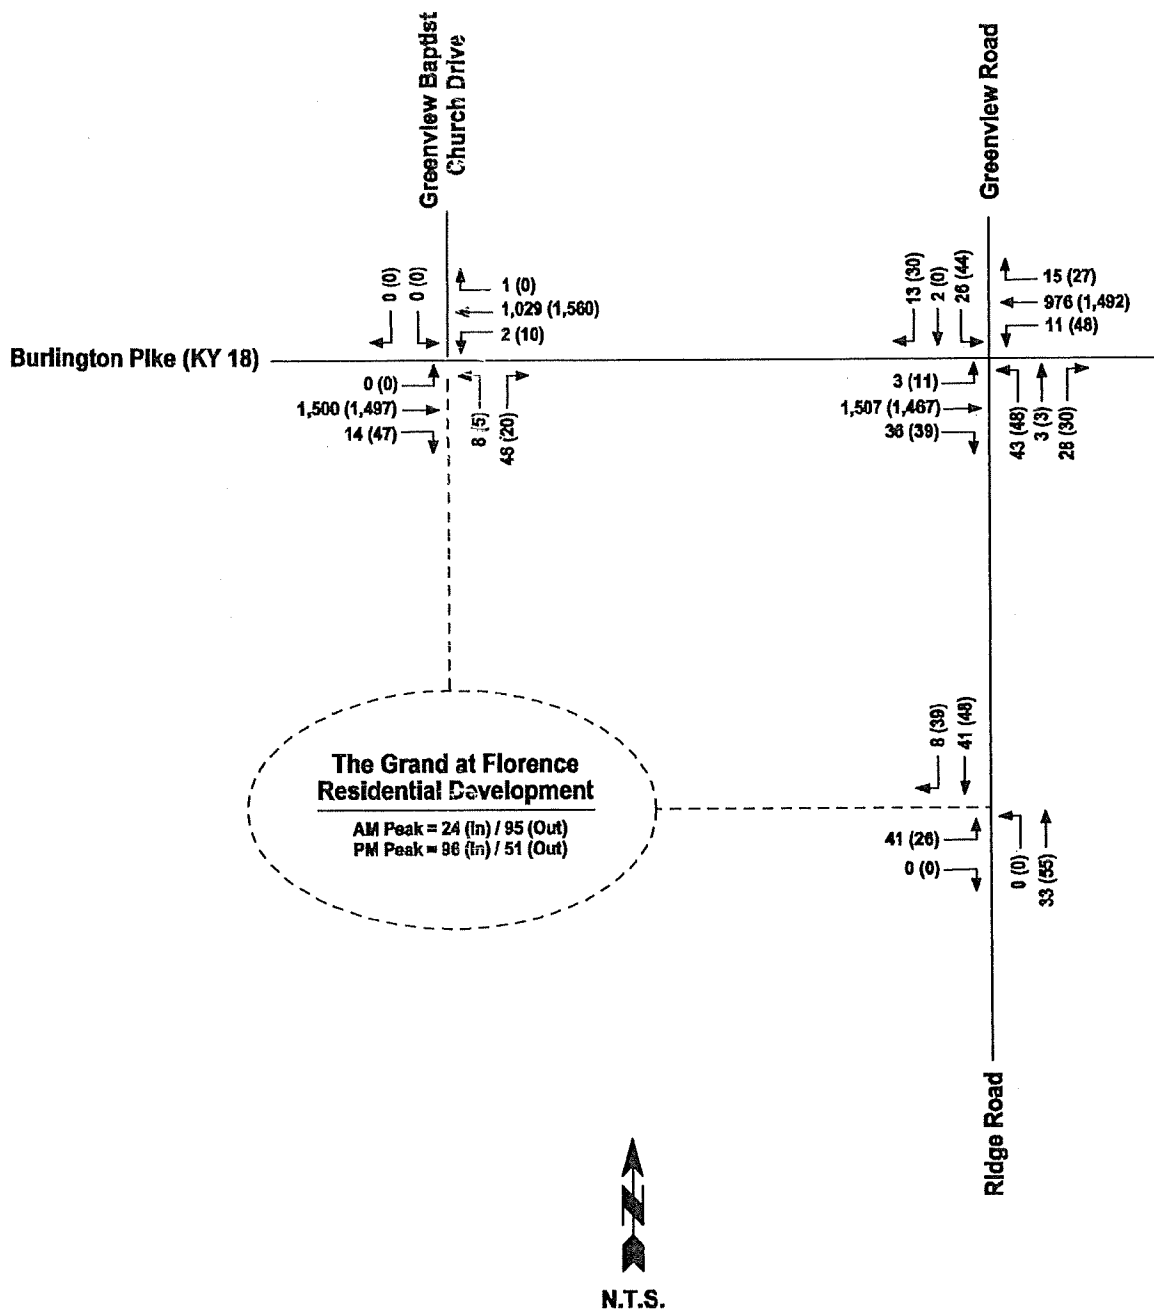 Greenview Baptist
Church Drive
Greenview Road
0 (0)
0 (0)
1 (0)
1,029 (1,560)
2 (10)
13 (30)
2 (0)
26 (44)
15 (27)
976 (1,492)
11 (48)
Burlington Pike (KY 18)
0 (0)
1,500 (1,497)
14 (47)
8 (5)
48 (20)
3 (11)
1,507 (1,467)
36 (39)
43 (48)
3 (3)
28 (30)
8 (39)
41 (48)
The Grand at Florence
Residential Development
AM Peak = 24 (In) / 95 (Out)
PM Peak = 96 (In) / 51 (Out)
41 (26)
0 (0)
0 (0)
33 (55)
Ridge Road
N
N.T.S.